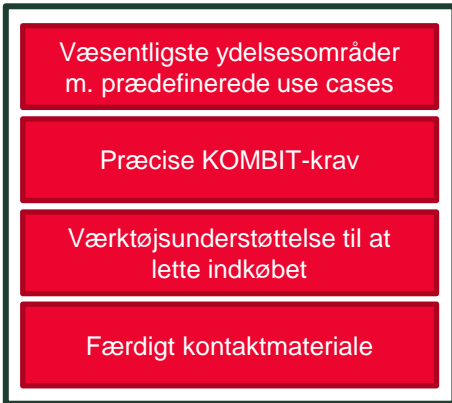 Væsentligste ydelsesområder
m. prædefinerede use cases
Præcise KOMBIT-krav
Værktøjsunderstøttelse til at
lette indkøbet
Færdigt kontaktmateriale